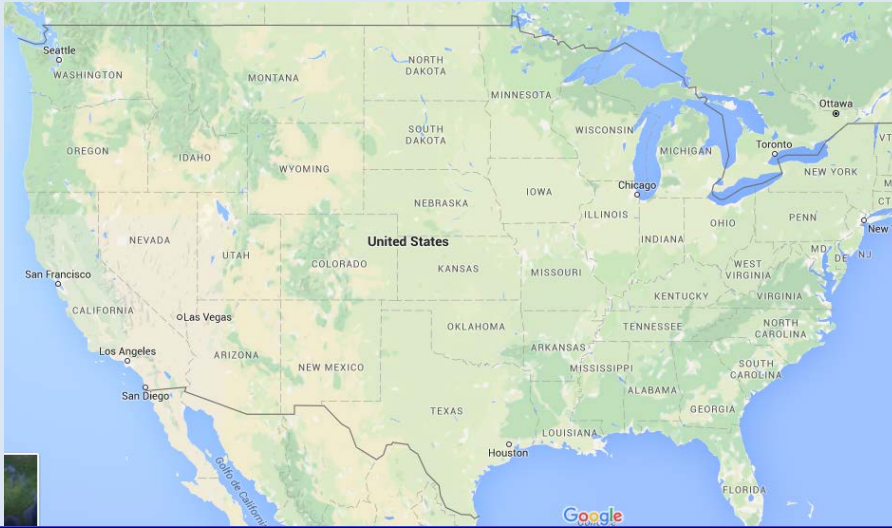 Seattle
WASHINGTON
MONTANA
NORTH
DAKOTA
MINNESOTA
Ottawa
OREGON
IDAHO
WYOMING
SOUTH
DAKOTA
WISCONSIN
MICHIGAN
Toronto
VT
NEW YORK
M
CT
Chicago
IOWA
NEBRASKA
ILLINOIS
INDIANA
OHIO
PENN
New
NEVADA
UTAH
COLORADO
United States
KANSAS
MISSOURI
WEST
VIRGINIA
MD
DE
NJ
San Francisco
CALIFORNIA
Las Vegas
KENTUCKY
VIRGINIA
OKLAHOMA
TENNESSEE
NORTH
CAROLINA
Los Angeles
ARIZONA
NEW MEXICO
ARKANSAS
MISSISSIPPI
SOUTH
CAROLINA
San Diego
TEXAS
ALABAMA
GEORGIA
LOUISIANA
Houston
Golfo de California
FLORIDA
Google